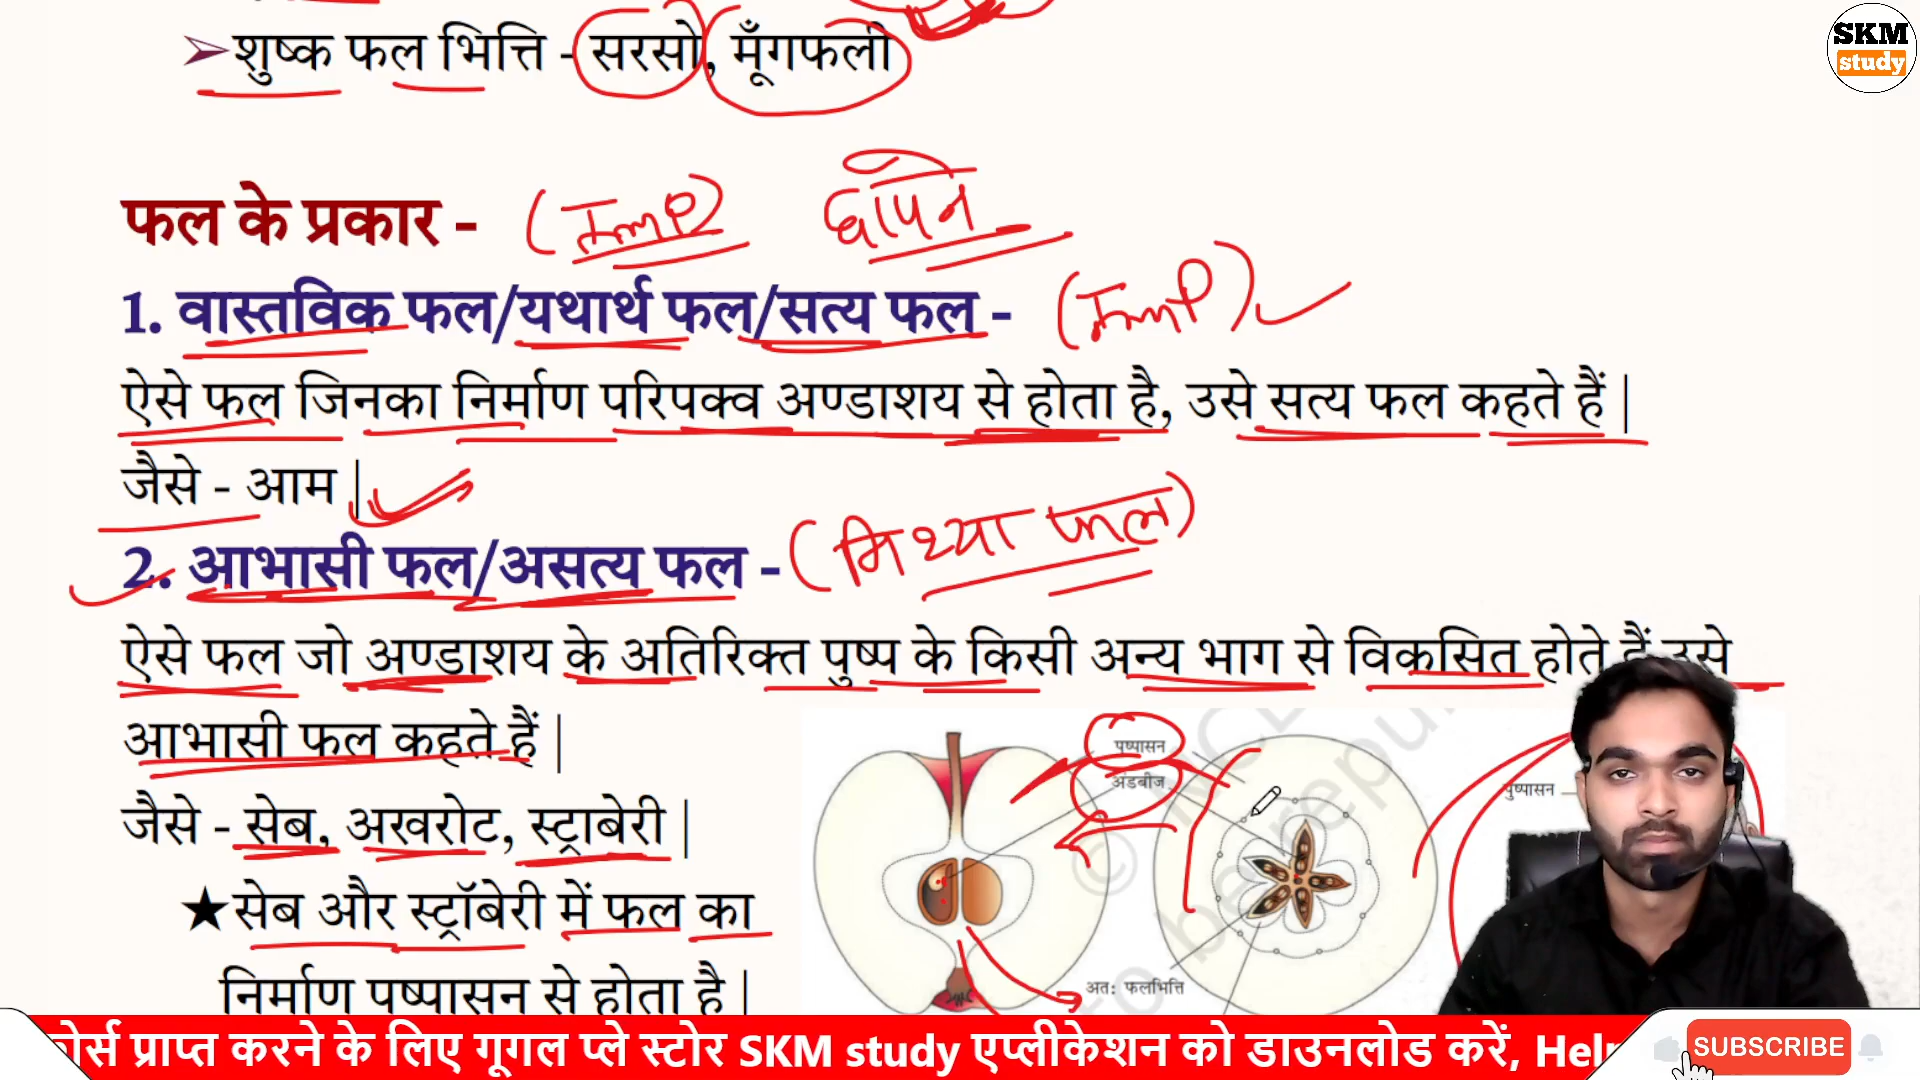 ➢शुष्क फल भित्ति - सरसो, मूँगफली
SKM
study
फल के प्रकार - (Imp)
1. वास्तविक फल/यथार्थ फल/सत्य फल - (Imp)
ऐसे फल जिनका निर्माण परिपक्व अण्डाशय से होता है, उसे सत्य फल कहते हैं |
जैसे - आम |
2. आभासी फल/असत्य फल - (मिथ्या फल)
ऐसे फल जो अण्डाशय के अतिरिक्त पुष्प के किसी अन्य भाग से विकसित होते हैं उसे
आभासी फल कहते हैं |
जैसे - सेब, अखरोट, स्ट्राबेरी |
★सेब और स्ट्रॉबेरी में फल का
निर्माण पुष्पासन से होता है |
पुष्पासन
अंडबीज
अत: फलभित्ति
पुष्पासन
कोर्स प्राप्त करने के लिए गूगल प्ले स्टोर SKM study एप्लीकेशन को डाउनलोड करें, Hel
SUBSCRIBE